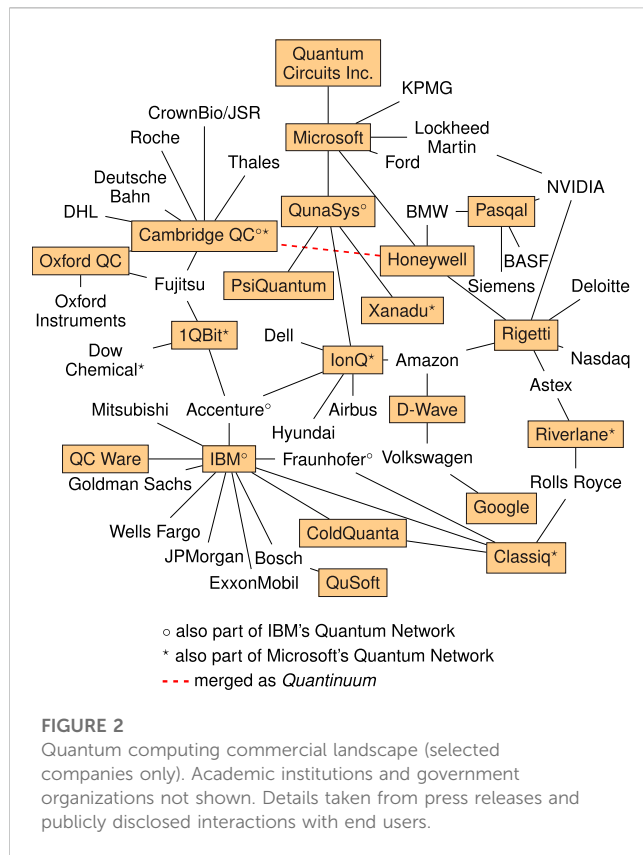 Quantum
Circuits Inc.
KPMG
CrownBio/JSR
Microsoft
Lockheed
Martin
Roche
Ford
Thales
Deutsche
Bahn
NVIDIA
QunaSys○
BMW
Pasqal
DHL
Cambridge QC○*
Oxford QC
Honeywell
BASF
Fujitsu
PsiQuantum
Siemens
Deloitte
Oxford
Instruments
Xanadu*
1QBit*
Rigetti
Dell
Dow
Chemical*
IonQ*
Amazon
Nasdaq
Astex
Mitsubishi
Accenture○
Airbus
D-Wave
Hyundai
Riverlane*
QC Ware
IBM○
Fraunhofer○
Volkswagen
Goldman Sachs
Rolls Royce
Google
Wells Fargo
ColdQuanta
JPMorgan
Bosch
Classiq*
ExxonMobil
QuSoft
○ also part of IBM's Quantum Network
* also part of Microsoft's Quantum Network
--- merged as Quantinuum
FIGURE 2
Quantum computing commercial landscape (selected
companies only). Academic institutions and government
organizations not shown. Details taken from press releases and
publicly disclosed interactions with end users.